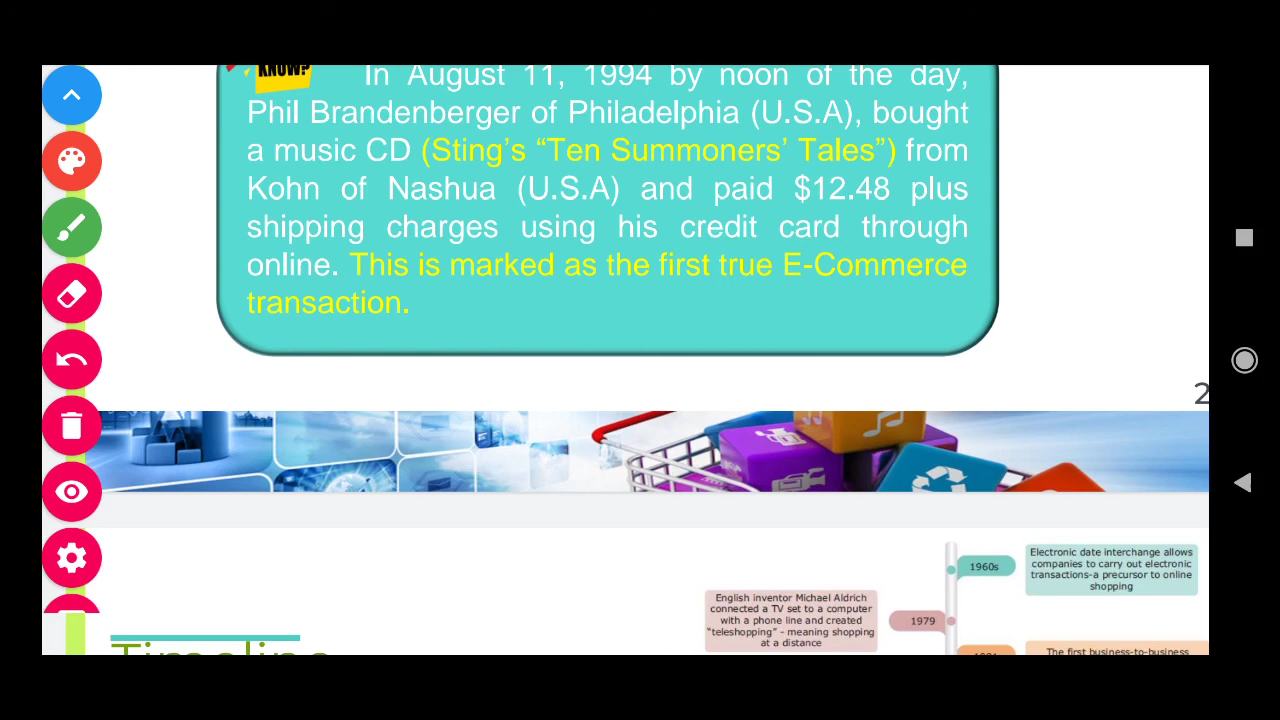 KNOW?
In August 11, 1994 by noon of the day,
Phil Brandenberger of Philadelphia (U.S.A), bought
a music CD (Sting’s “Ten Summoners’ Tales”) from
Kohn of Nashua (U.S.A) and paid $12.48 plus
shipping charges using his credit card through
online. This is marked as the first true E-Commerce
transaction.
2
1960s
Electronic date interchange allows
companies to carry out electronic
transactions-a precursor to online
shopping
English inventor Michael Aldrich
connected a TV set to a computer
with a phone line and created
“teleshopping” - meaning shopping
at a distance
1979
Timeline
The first business-to-business